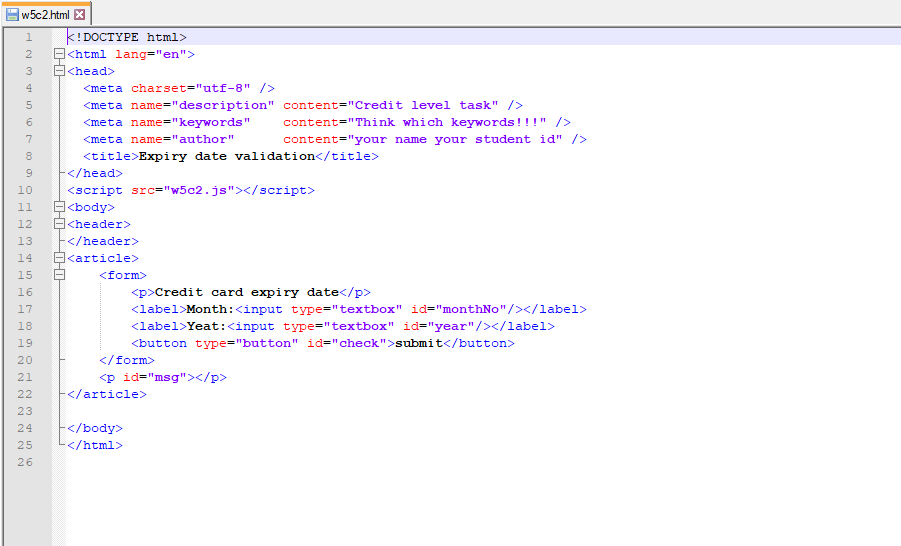 w5c2.html
1 <!DOCTYPE html>
2 <html lang="en">
3 <head>
4 <meta charset="utf-8" />
5 <meta name="description" content="Credit level task" />
6 <meta name="keywords"    content="Think which keywords!!!" />
7 <meta name="author"      content="your name your student id" />
8 <title>Expiry date validation</title>
9 </head>
10 <script src="w5c2.js"></script>
11 <body>
12 <header>
13 </header>
14 <article>
15 <form>
16 <p>Credit card expiry date</p>
17 <label>Month:<input type="textbox" id="monthNo"/></label>
18 <label>Yeat:<input type="textbox" id="year"/></label>
19 <button type="button" id="check">submit</button>
20 </form>
21 <p id="msg"></p>
22 </article>
23
24 </body>
25 </html>
26